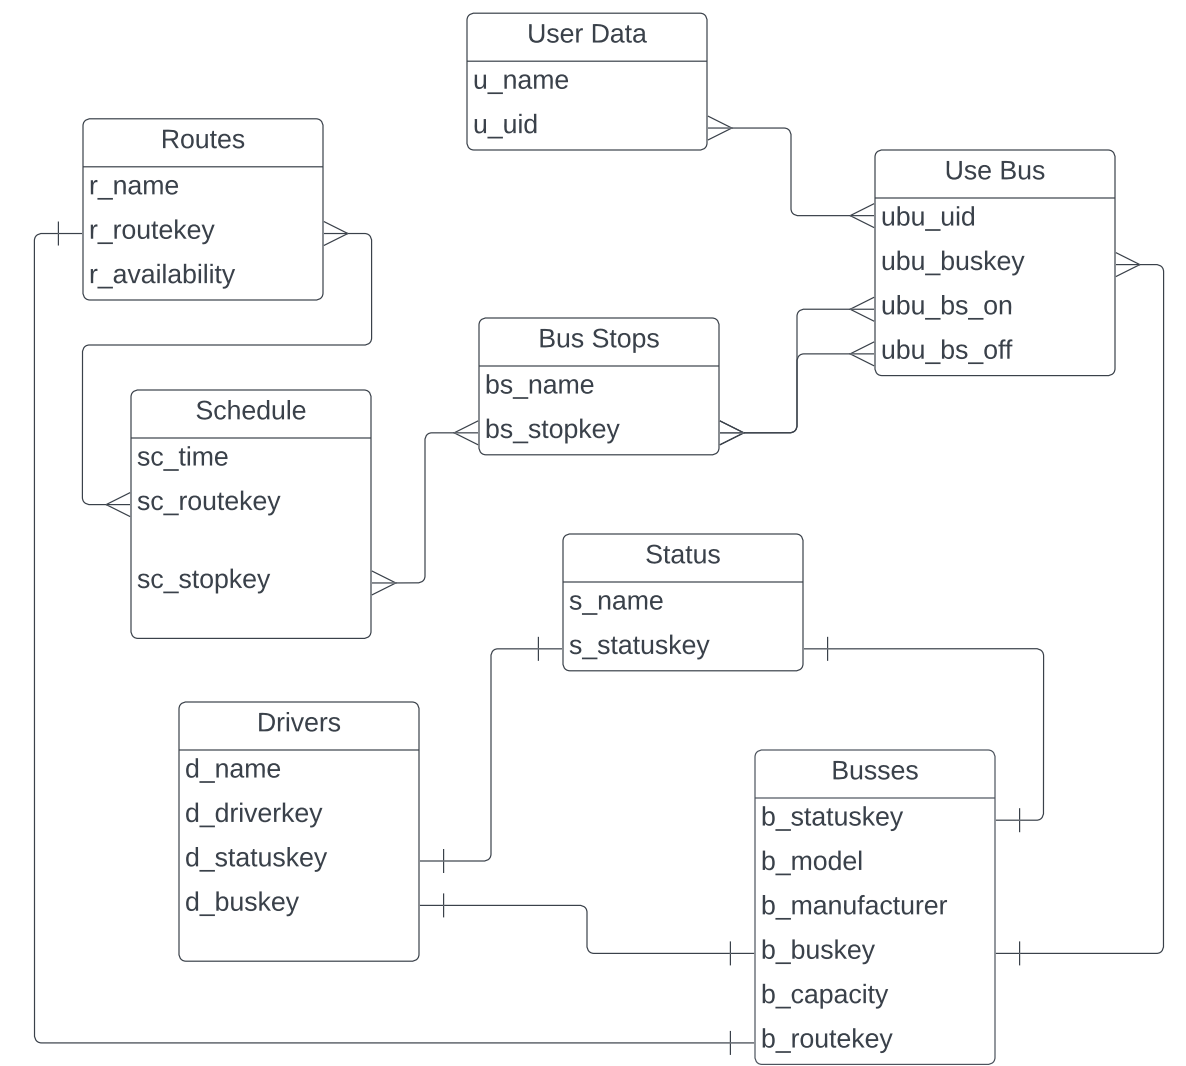 User Data
u_name
u_uid
Routes
r_name
r_routekey
r_availability
Use Bus
ubu_uid
ubu_buskey
ubu_bs_on
ubu_bs_off
Bus Stops
bs_name
bs_stopkey
Schedule
sc_time
sc_routekey
sc_stopkey
Status
s_name
s_statuskey
Drivers
d_name
d_driverkey
d_statuskey
d_buskey
Busses
b_statuskey
b_model
b_manufacturer
b_buskey
b_capacity
b_routekey